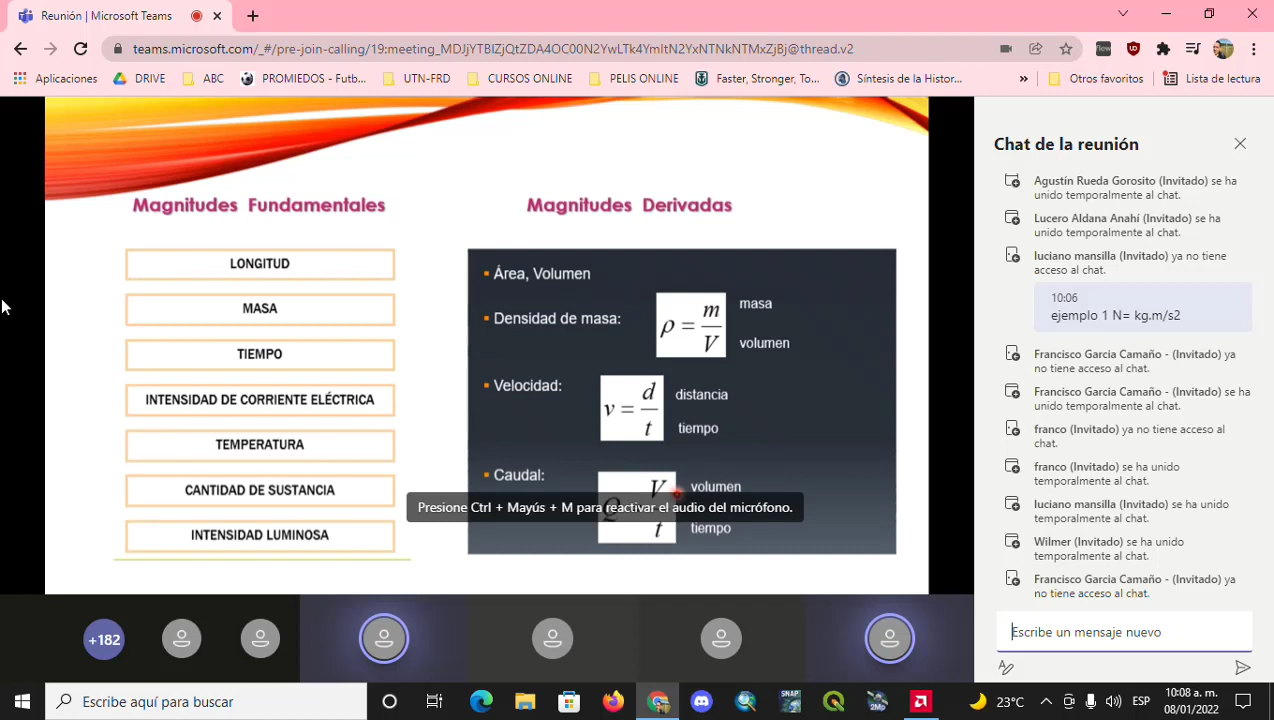 Reunión | Microsoft Teams
teams.microsoft.com/_#/pre-join-calling/19:meeting_MDJjYTBlZjQtZDA4OC00N2YwLTk4YmItN2YxNTNkNTMxZjBj@thread.v2
Aplicaciones DRIVE ABC PROMIEDOS - Futb... UTN-FRD CURSOS ONLINE PELIS ONLINE Faster, Stronger, To... Síntesis de la Histor... » Otros favoritos Lista de lectura
Magnitudes Fundamentales
LONGITUD
MASA
TIEMPO
INTENSIDAD DE CORRIENTE ELÉCTRICA
TEMPERATURA
CANTIDAD DE SUSTANCIA
INTENSIDAD LUMINOSA
Magnitudes Derivadas
Área, Volumen
Densidad de masa:
ρ = m / V
masa
volumen
Velocidad:
v = d / t
distancia
tiempo
Caudal:
Q V / t
volumen
tiempo
Presione Ctrl + Mayús + M para reactivar el audio del micrófono.
+182
Chat de la reunión
Agustín Rueda Gorosito (Invitado) se ha
unido temporalmente al chat.
Lucero Aldana Anahí (Invitado) se ha
unido temporalmente al chat.
luciano mansilla (Invitado) ya no tiene
acceso al chat.
10:06
ejemplo 1 N= kg.m/s2
Francisco Garcia Camaño - (Invitado) ya
no tiene acceso al chat.
Francisco Garcia Camaño - (Invitado) se ha
unido temporalmente al chat.
franco (Invitado) ya no tiene acceso al
chat.
franco (Invitado) se ha unido
temporalmente al chat.
luciano mansilla (Invitado) se ha unido
temporalmente al chat.
Wilmer (Invitado) se ha unido
temporalmente al chat.
Francisco Garcia Camaño - (Invitado) ya
no tiene acceso al chat.
Escribe un mensaje nuevo
Escribe aquí para buscar
23°C
ESP
10:08 a. m.
08/01/2022